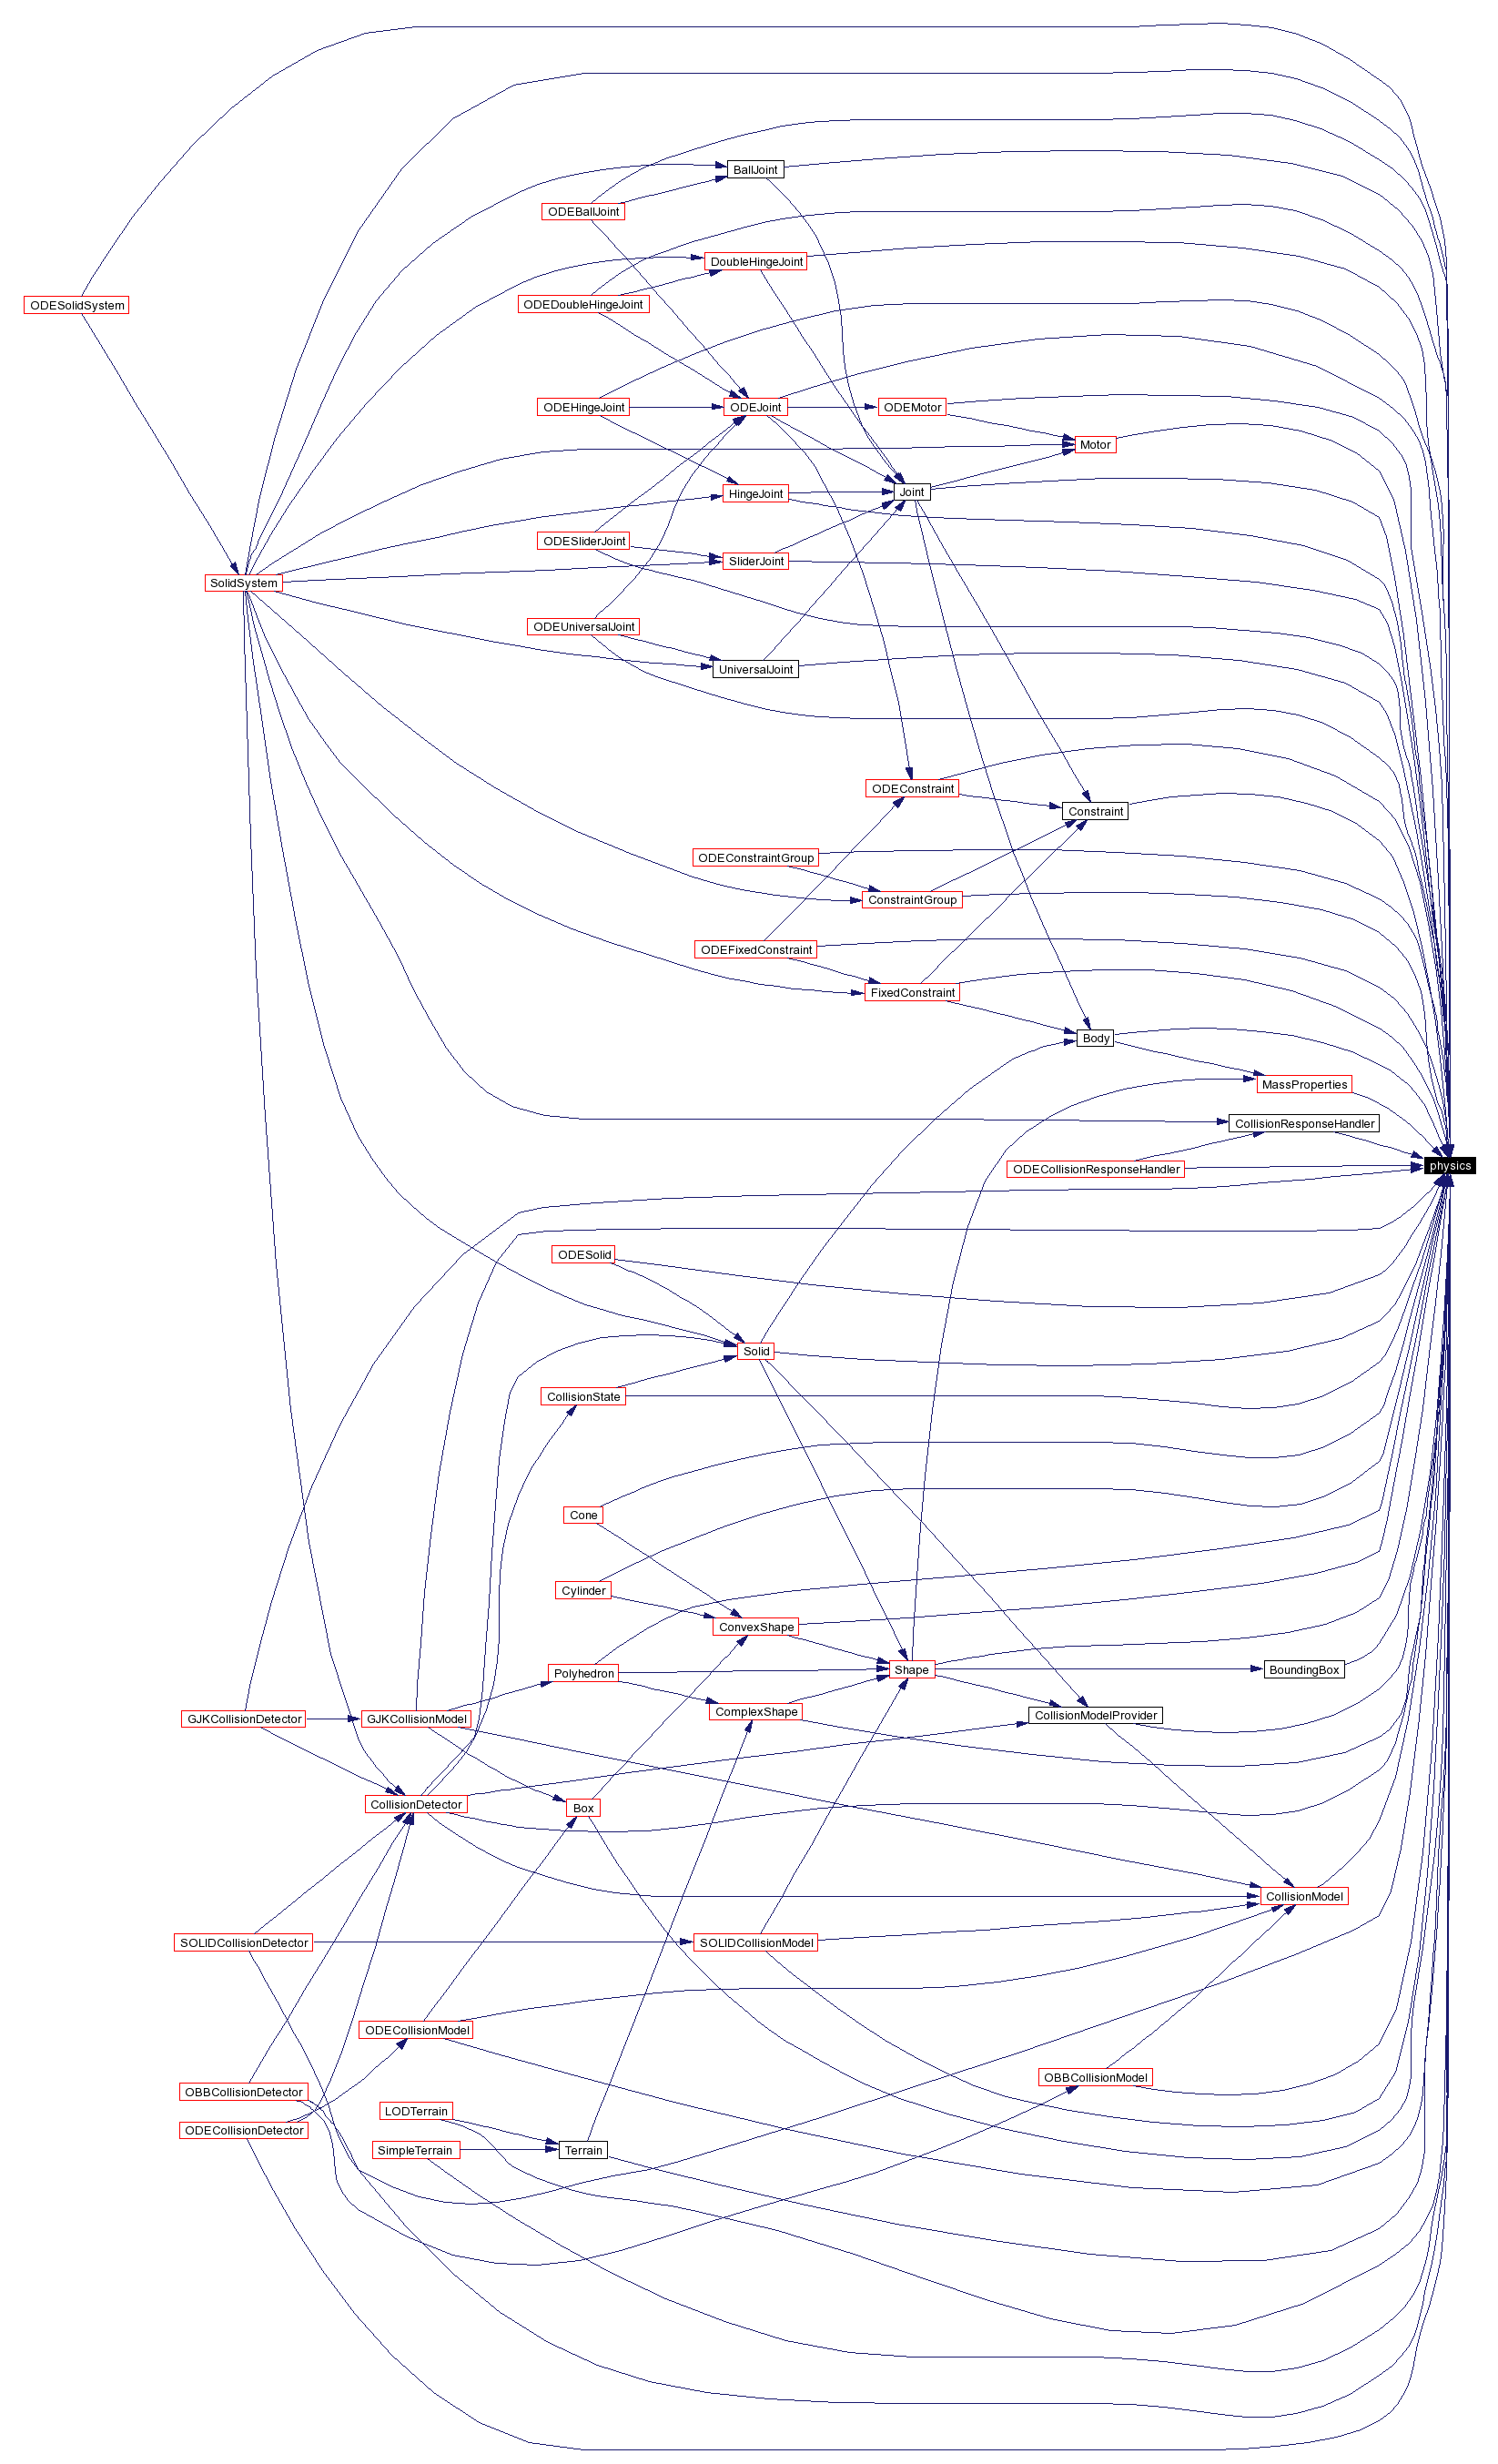 BallJoint
ODEBallJoint
DoubleHingeJoint
ODESolidSystem
ODEDoubleHingeJoint
ODEHingeJoint
ODEJoint
ODEMotor
Motor
HingeJoint
Joint
ODESliderJoint
SliderJoint
SolidSystem
ODEUniversalJoint
UniversalJoint
ODEConstraint
Constraint
ODEConstraintGroup
ConstraintGroup
ODEFixedConstraint
FixedConstraint
Body
MassProperties
CollisionResponseHandler
ODECollisionResponseHandler
physics
ODESolid
Solid
CollisionState
Cone
Cylinder
ConvexShape
Polyhedron
Shape
BoundingBox
GJKCollisionDetector
GJKCollisionModel
ComplexShape
CollisionModelProvider
CollisionDetector
Box
CollisionModel
SOLIDCollisionDetector
SOLIDCollisionModel
ODECollisionModel
OBBCollisionModel
OBBCollisionDetector
LODTerrain
ODECollisionDetector
SimpleTerrain
Terrain